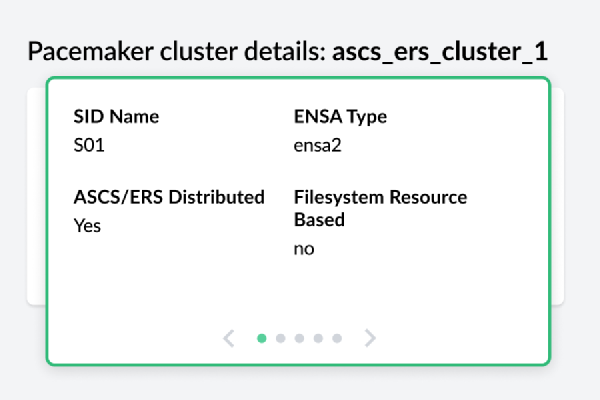 Pacemaker cluster details: ascs_ers_cluster_1
SID Name
S01
ENSA Type
ensa2
ASCS/ERS Distributed
Yes
Filesystem Resource
Based
no